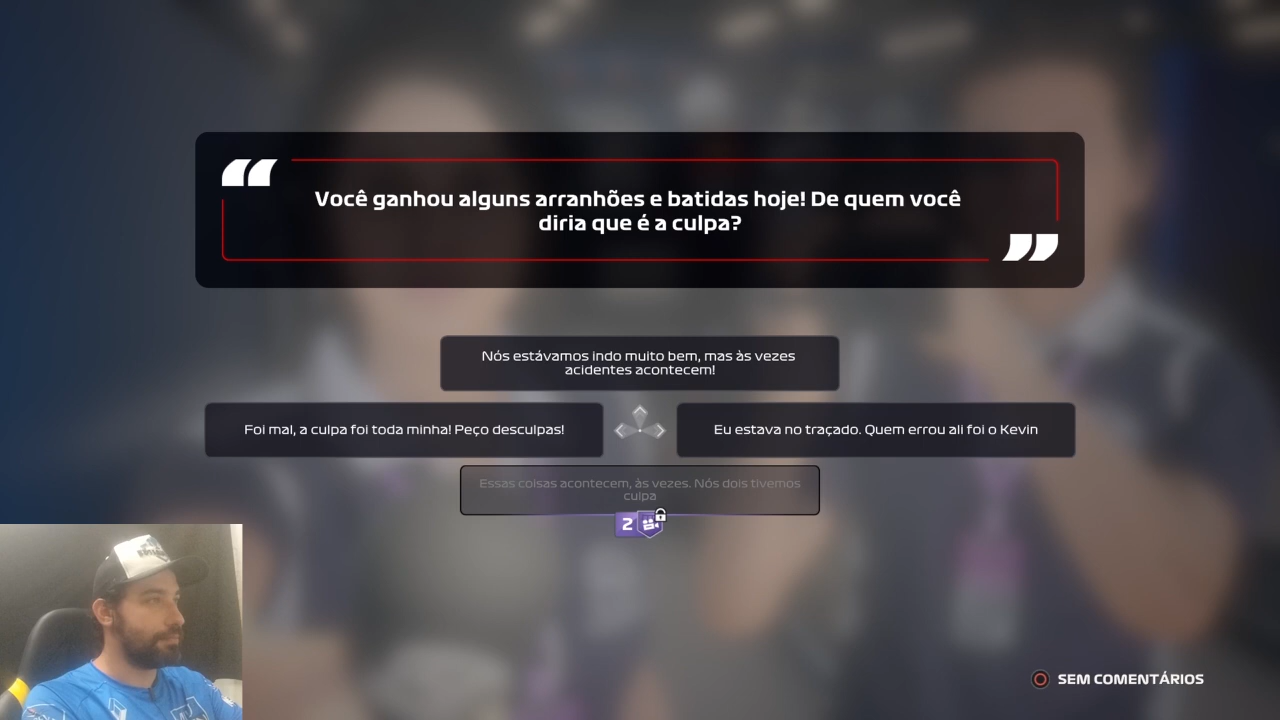 Você ganhou alguns arranhões e batidas hoje! De quem você
diria que é a culpa?
Nós estávamos indo muito bem, mas às vezes
acidentes acontecem!
Foi mal, a culpa foi toda minha! Peço desculpas!
Eu estava no traçado. Quem errou ali foi o Kevin
Essas coisas acontecem, às vezes. Nós dois tivemos
culpa
2
SEM COMENTÁRIOS